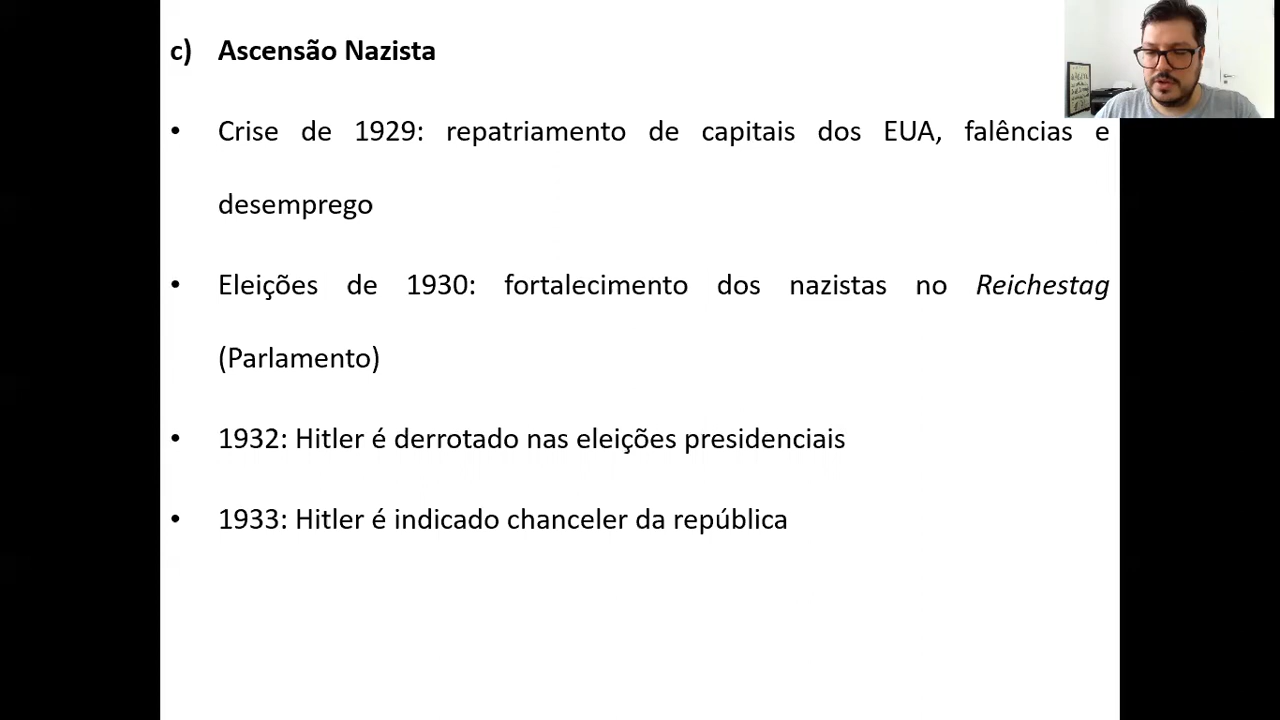 c) Ascensão Nazista
• Crise de 1929: repatriamento de capitais dos EUA, falências e
desemprego
• Eleições de 1930: fortalecimento dos nazistas no Reichestag
(Parlamento)
• 1932: Hitler é derrotado nas eleições presidenciais
• 1933: Hitler é indicado chanceler da república